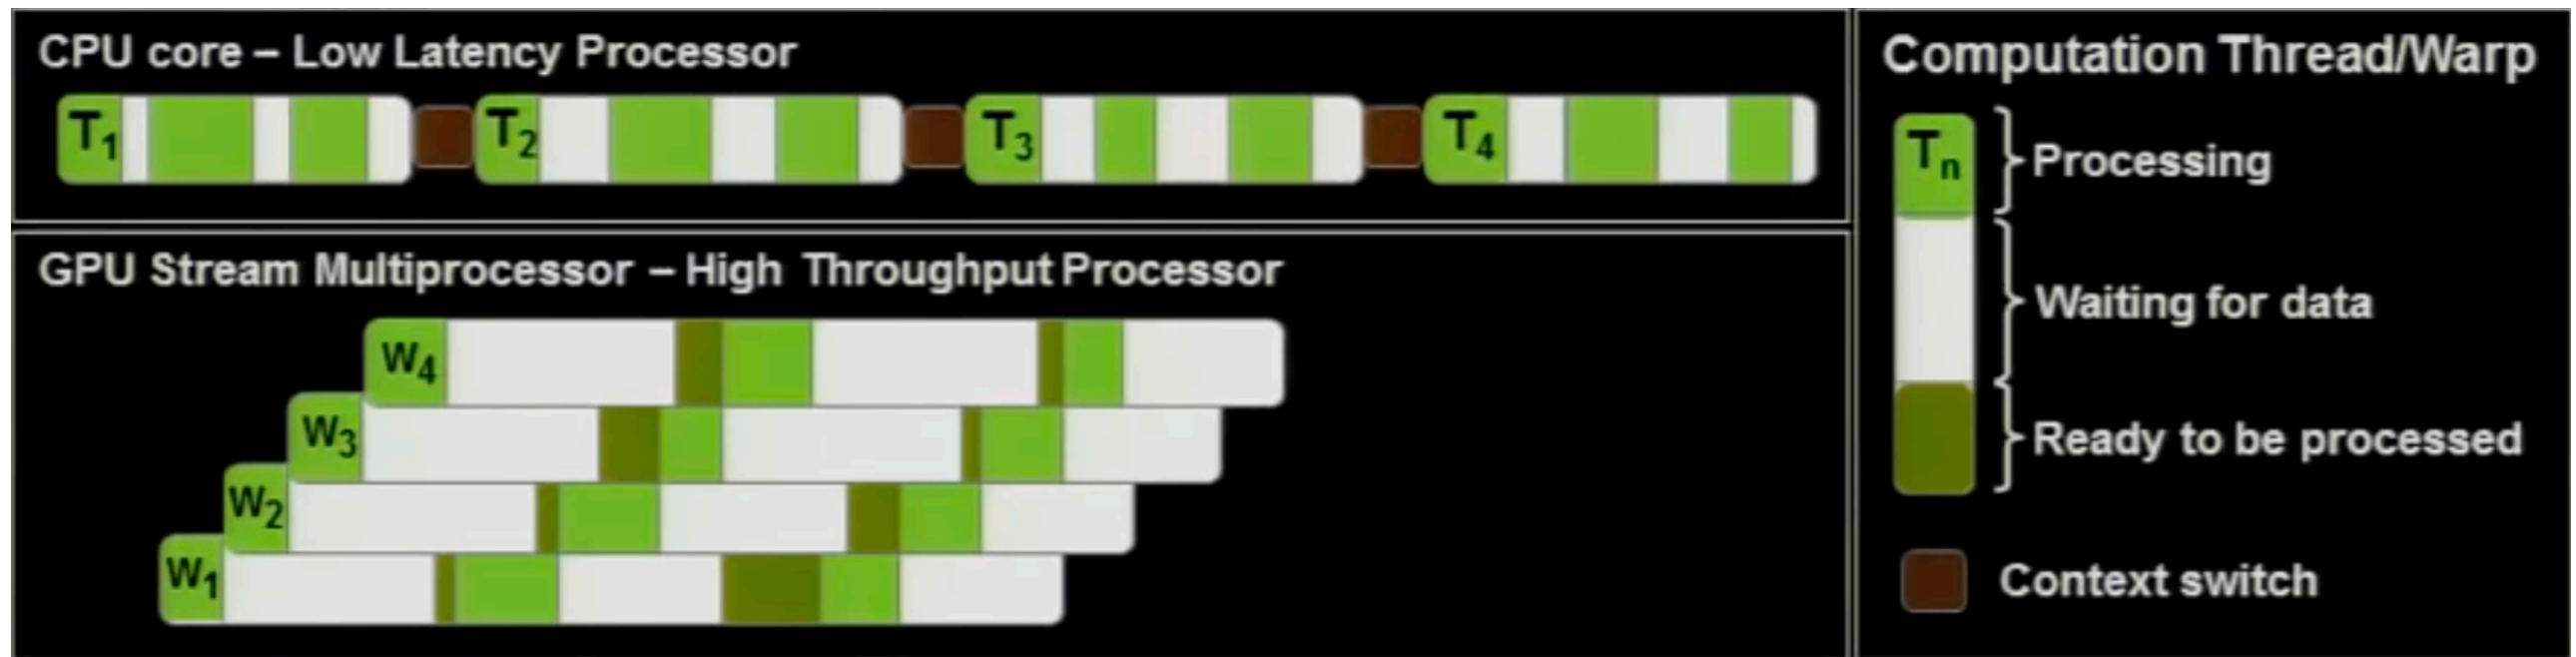 CPU core – Low Latency Processor
T1 T2 T3 T4
GPU Stream Multiprocessor – High Throughput Processor
W4
W3
W2
W1
Computation Thread/Warp
Tn
Processing
Waiting for data
Ready to be processed
Context switch